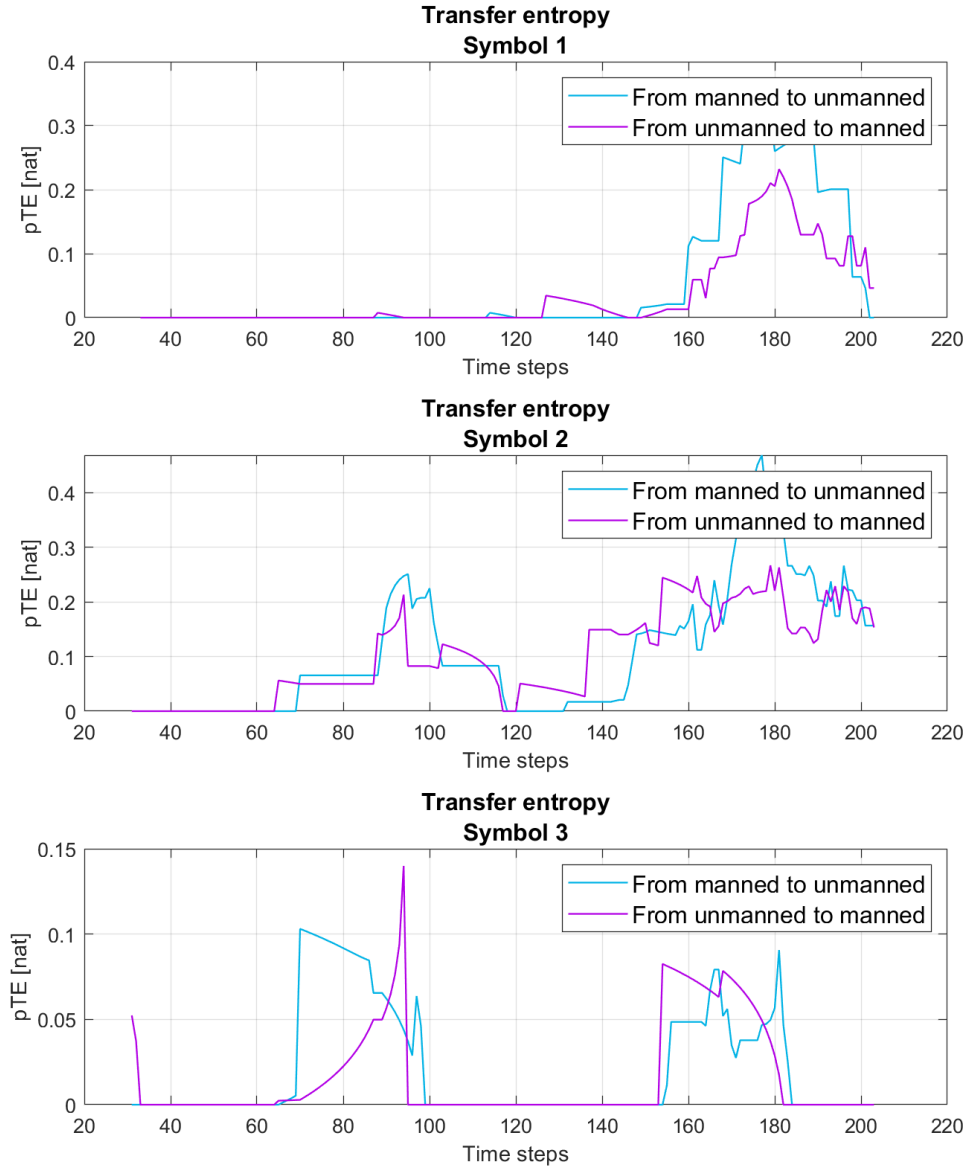 Transfer entropy
Symbol 1
0.4
0.3
0.2
0.1
0
pTE [nat]
From manned to unmanned
From unmanned to manned
20 40 60 80 100 120 140 160 180 200 220
Time steps
Transfer entropy
Symbol 2
0.4
0.3
0.2
0.1
0
pTE [nat]
From manned to unmanned
From unmanned to manned
20 40 60 80 100 120 140 160 180 200 220
Time steps
Transfer entropy
Symbol 3
0.15
0.1
0.05
0
pTE [nat]
From manned to unmanned
From unmanned to manned
20 40 60 80 100 120 140 160 180 200 220
Time steps